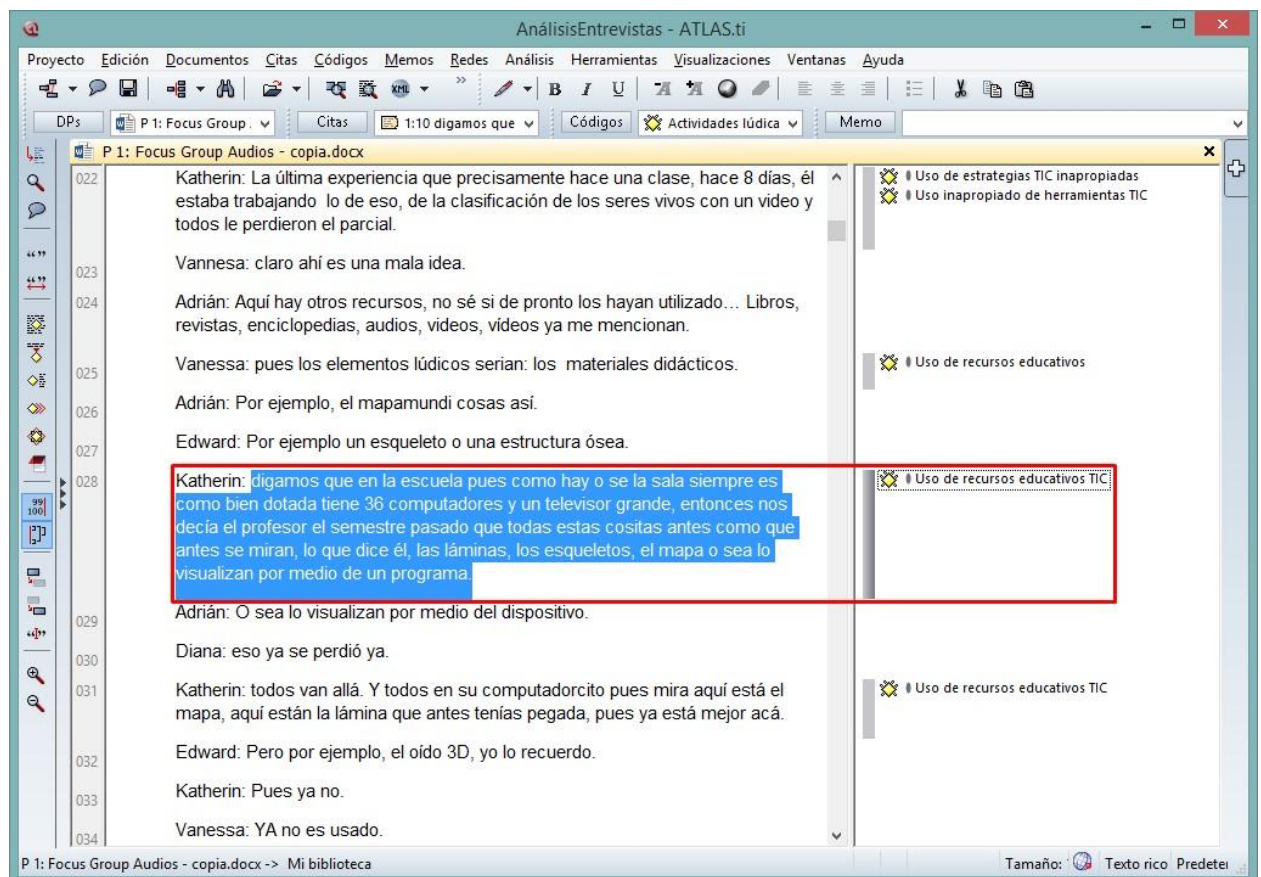 AnálisisEntrevistas - ATLAS.ti
Proyecto Edición Documentos Citas Códigos Memos Redes Análisis Herramientas Visualizaciones Ventanas Ayuda
XML » B I U A A
DPs P 1: Focus Group . Citas 1:10 digamos que Códigos Actividades lúdica Memo
P 1: Focus Group Audios - copia.docx
022 Katherin: La última experiencia que precisamente hace una clase, hace 8 días, él
estaba trabajando lo de eso, de la clasificación de los seres vivos con un video y
todos le perdieron el parcial.
Uso de estrategias TIC inapropiadas
Uso inapropiado de herramientas TIC
023 Vannesa: claro ahí es una mala idea.
024 Adrián: Aquí hay otros recursos, no sé si de pronto los hayan utilizado… Libros,
revistas, enciclopedias, audios, videos, vídeos ya me mencionan.
025 Vanessa: pues los elementos lúdicos serian: los materiales didácticos.
Uso de recursos educativos
026 Adrián: Por ejemplo, el mapamundi cosas así.
027 Edward: Por ejemplo un esqueleto o una estructura ósea.
028 Katherin: digamos que en la escuela pues como hay o se la sala siempre es
como bien dotada tiene 36 computadores y un televisor grande, entonces nos
decía el profesor el semestre pasado que todas estas cositas antes como que
antes se miran, lo que dice él, las láminas, los esqueletos, el mapa o sea lo
visualizan por medio de un programa.
Uso de recursos educativos TIC
029 Adrián: O sea lo visualizan por medio del dispositivo.
030 Diana: eso ya se perdió ya.
031 Katherin: todos van allá. Y todos en su computadorcito pues mira aquí está el
mapa, aquí están la lámina que antes tenías pegada, pues ya está mejor acá.
Uso de recursos educativos TIC
032 Edward: Pero por ejemplo, el oído 3D, yo lo recuerdo.
033 Katherin: Pues ya no.
034 Vanessa: YA no es usado.
99
100
P 1: Focus Group Audios - copia.docx -> Mi biblioteca Tamaño: Texto rico Predeter